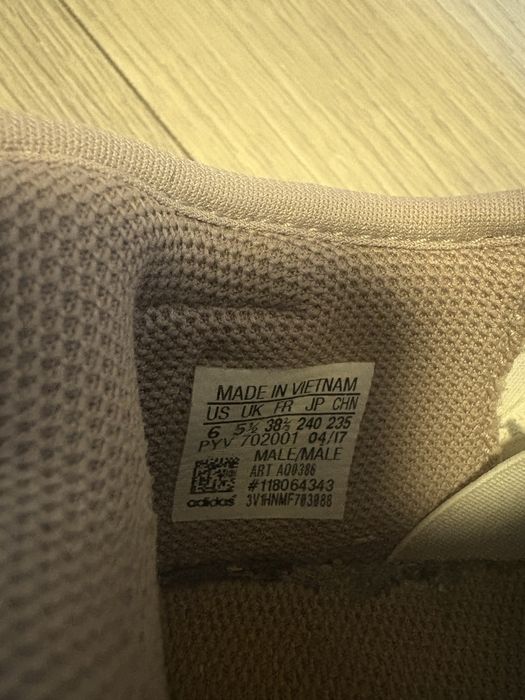 MADE IN VIETNAM
US UK FR JP CHN
6 5½ 38⅔ 240 235
PYV 702001 04/17
MALE/MALE
ART AQ0386
#118064343
adidas 3V1HNMF703088